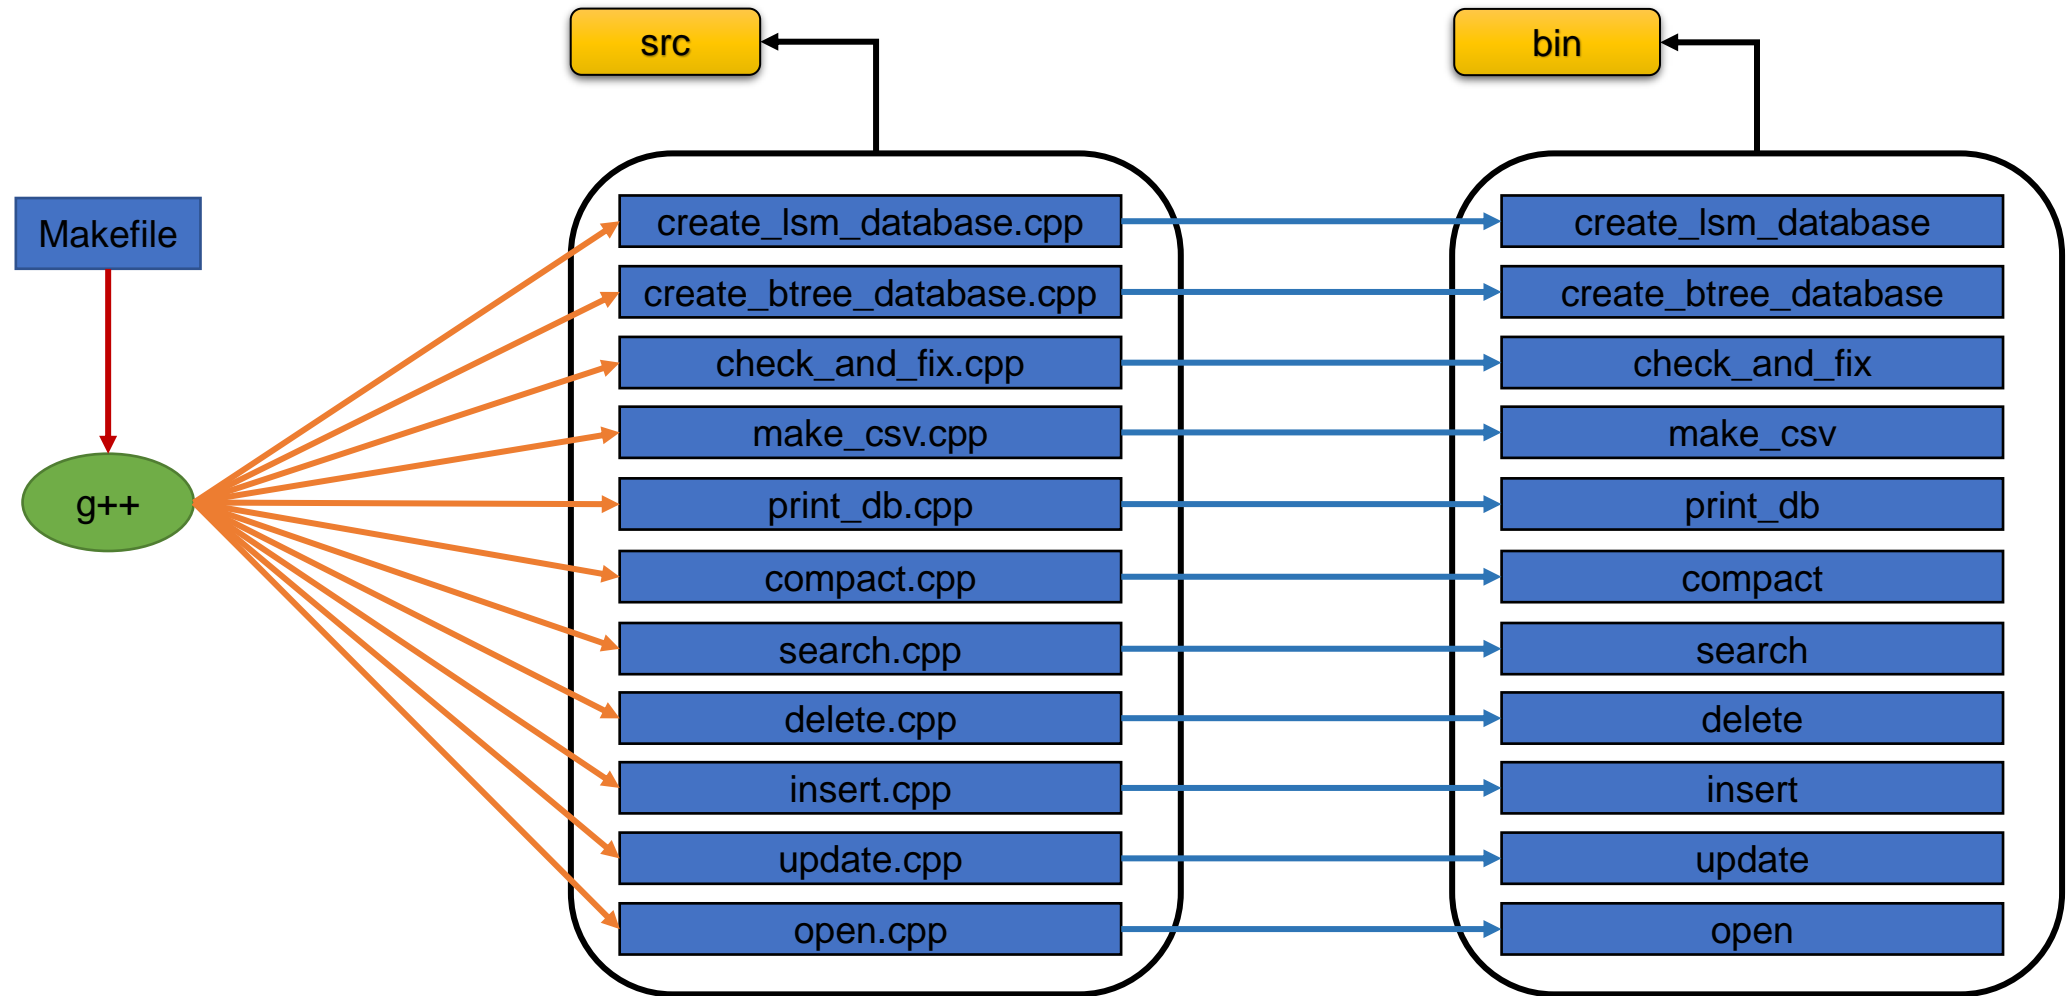 src
bin
Makefile
g++
create_lsm_database.cpp
create_lsm_database
create_btree_database.cpp
create_btree_database
check_and_fix.cpp
check_and_fix
make_csv.cpp
make_csv
print_db.cpp
print_db
compact.cpp
compact
search.cpp
search
delete.cpp
delete
insert.cpp
insert
update.cpp
update
open.cpp
open